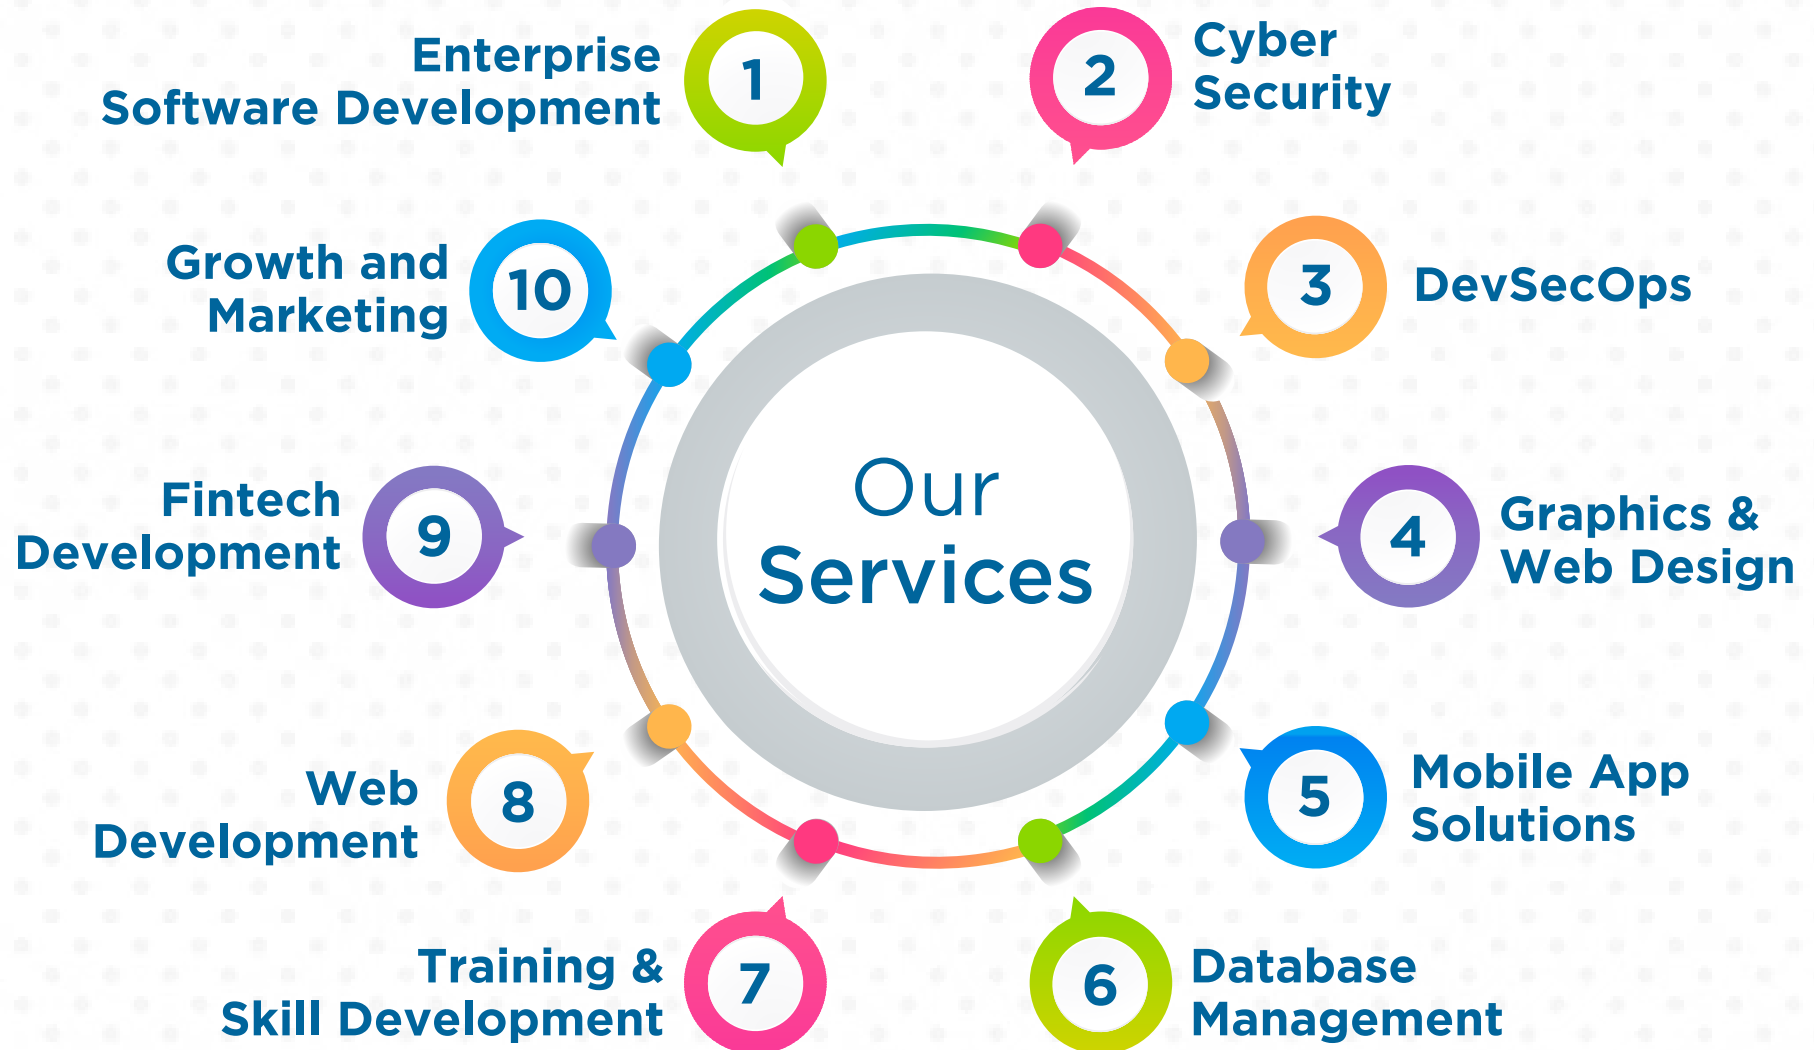 Our
Services
1
Enterprise
Software Development
2
Cyber
Security
3
DevSecOps
4
Graphics &
Web Design
5
Mobile App
Solutions
6
Database
Management
7
Training &
Skill Development
8
Web
Development
9
Fintech
Development
10
Growth and
Marketing